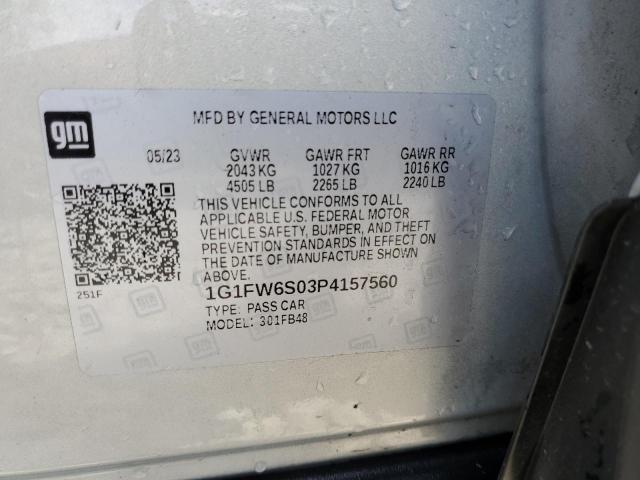 gm
MFD BY GENERAL MOTORS LLC
05/23 GVWR GAWR FRT GAWR RR
2043 KG 1027 KG 1016 KG
4505 LB 2265 LB 2240 LB
THIS VEHICLE CONFORMS TO ALL
APPLICABLE U.S. FEDERAL MOTOR
VEHICLE SAFETY, BUMPER, AND THEFT
PREVENTION STANDARDS IN EFFECT ON
THE DATE OF MANUFACTURE SHOWN
ABOVE.
251F
1G1FW6S03P4157560
TYPE: PASS CAR
MODEL: 301FB48